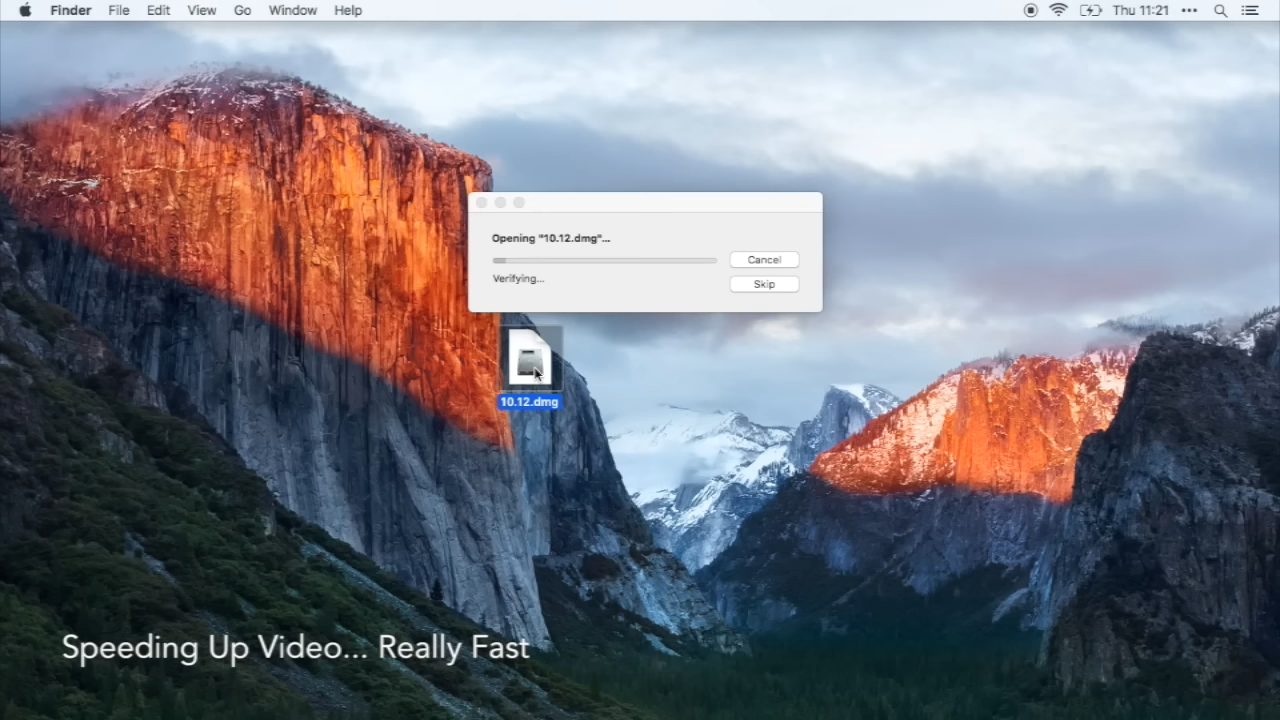 Finder File Edit View Go Window Help Thu 11:21
Opening "10.12.dmg"...
Cancel
Verifying...
Skip
10.12.dmg
Speeding Up Video... Really Fast